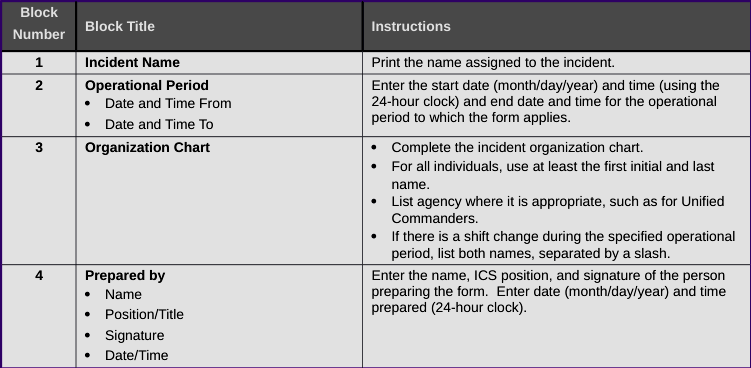 Block
Number
Block Title
Instructions
1
Incident Name
Print the name assigned to the incident.
2
Operational Period
• Date and Time From
• Date and Time To
Enter the start date (month/day/year) and time (using the
24-hour clock) and end date and time for the operational
period to which the form applies.
3
Organization Chart
• Complete the incident organization chart.
• For all individuals, use at least the first initial and last
name.
• List agency where it is appropriate, such as for Unified
Commanders.
• If there is a shift change during the specified operational
period, list both names, separated by a slash.
4
Prepared by
• Name
• Position/Title
• Signature
• Date/Time
Enter the name, ICS position, and signature of the person
preparing the form.  Enter date (month/day/year) and time
prepared (24-hour clock).